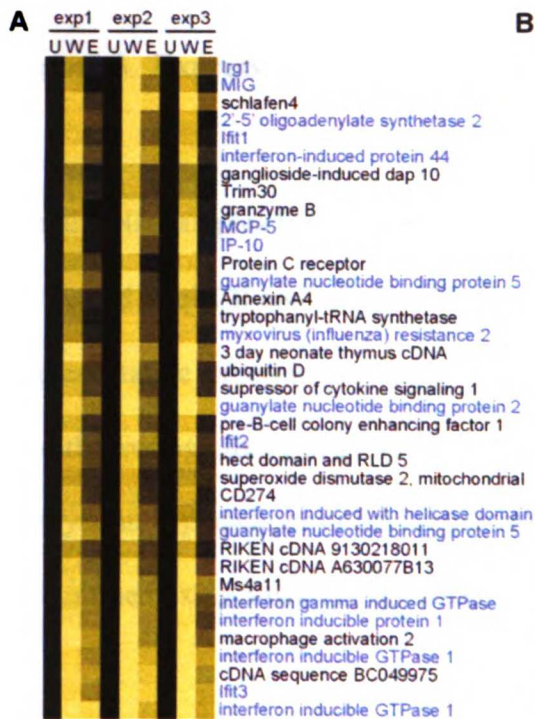 A
exp1 exp2 exp3
B
U W E U W E U W E
Irg1
MIG
schlafen4
2'-5' oligoadenylate synthetase 2
Ifit1
interferon-induced protein 44
ganglioside-induced dap 10
Trim30
granzyme B
MCP-5
IP-10
Protein C receptor
guanylate nucleotide binding protein 5
Annexin A4
tryptophanyl-tRNA synthetase
myxovirus (influenza) resistance 2
3 day neonate thymus cDNA
ubiquitin D
supressor of cytokine signaling 1
guanylate nucleotide binding protein 2
pre-B-cell colony enhancing factor 1
Ifit2
hect domain and RLD 5
superoxide dismutase 2, mitochondrial
CD274
interferon induced with helicase domain
guanylate nucleotide binding protein 5
RIKEN cDNA 9130218011
RIKEN cDNA A630077B13
Ms4a11
interferon gamma induced GTPase
interferon inducible protein 1
macrophage activation 2
interferon inducible GTPase 1
cDNA sequence BC049975
Ifit3
interferon inducible GTPase 1